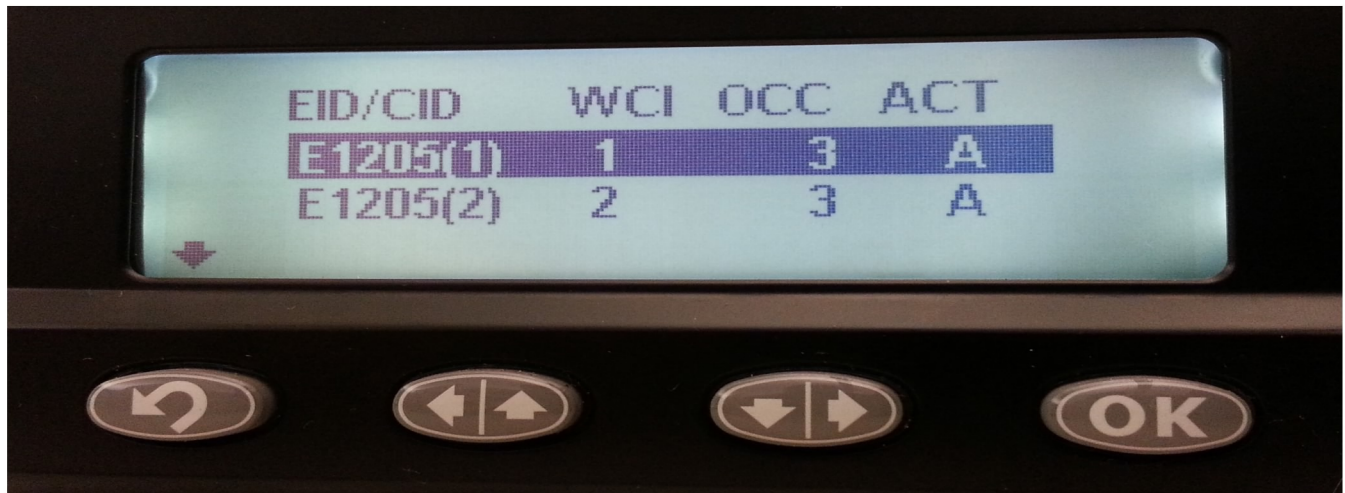 EID/CID WCI OCC ACT
E1205(1) 1 3 A
E1205(2) 2 3 A
OK